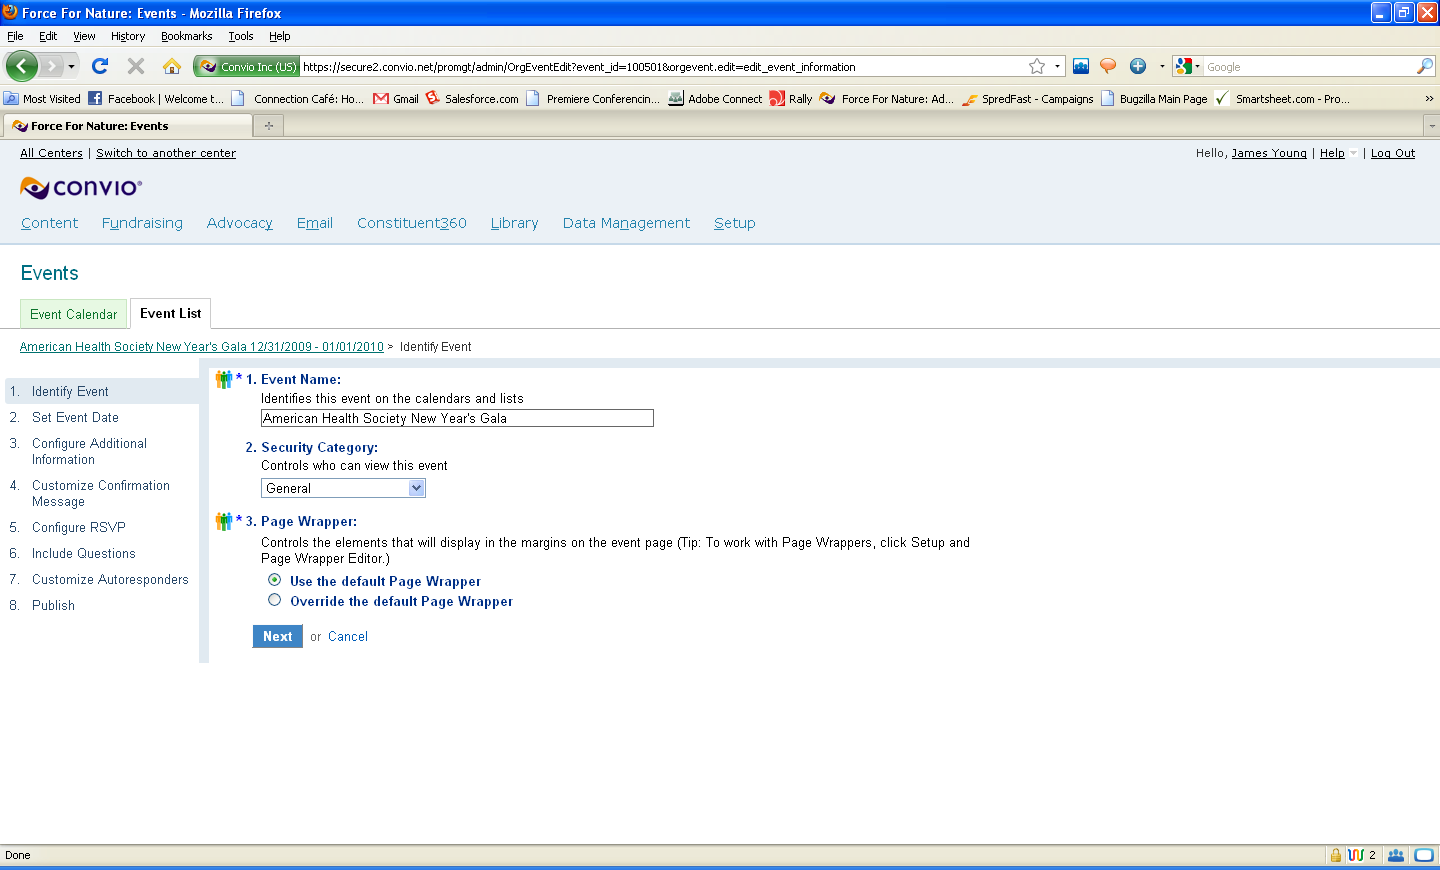 Force For Nature: Events - Mozilla Firefox
File Edit View History Bookmarks Tools Help
Convio Inc (US) https://secure2.convio.net/promgt/admin/OrgEventEdit?event_id=100501&orgevent.edit=edit_event_information Google
Most Visited Facebook | Welcome t... Connection Café: Ho... Gmail Salesforce.com Premiere Conferencin... Adobe Connect Rally Force For Nature: Ad... SpredFast - Campaigns Bugzilla Main Page Smartsheet.com - Pro... »
Force For Nature: Events
All Centers | Switch to another center Hello, James Young | Help | Log Out
convio
Content Fundraising Advocacy Email Constituent360 Library Data Management Setup
Events
Event Calendar Event List
American Health Society New Year's Gala 12/31/2009 - 01/01/2010 > Identify Event
1. Identify Event
2. Set Event Date
3. Configure Additional
Information
4. Customize Confirmation
Message
5. Configure RSVP
6. Include Questions
7. Customize Autoresponders
8. Publish
* 1. Event Name:
Identifies this event on the calendars and lists
American Health Society New Year's Gala
2. Security Category:
Controls who can view this event
General
* 3. Page Wrapper:
Controls the elements that will display in the margins on the event page (Tip: To work with Page Wrappers, click Setup and
Page Wrapper Editor.)
Use the default Page Wrapper
Override the default Page Wrapper
Next or Cancel
Done 2